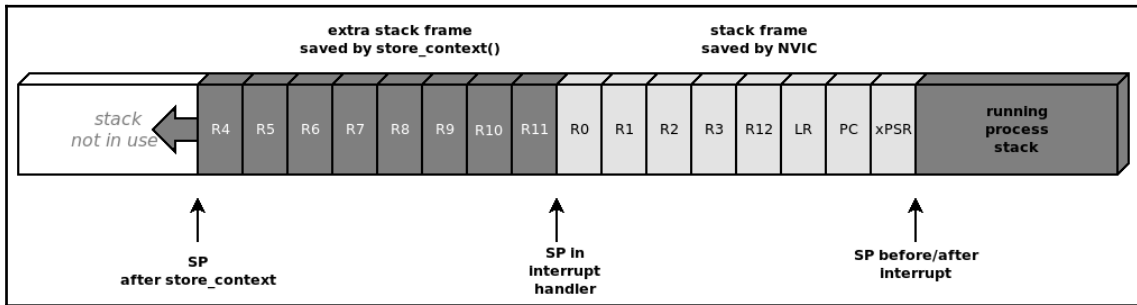 extra stack frame
saved by store_context()
stack frame
saved by NVIC
stack
not in use
R4 R5 R6 R7 R8 R9 R10 R11 R0 R1 R2 R3 R12 LR PC xPSR
running
process
stack
SP
after store_context
SP in
interrupt
handler
SP before/after
interrupt